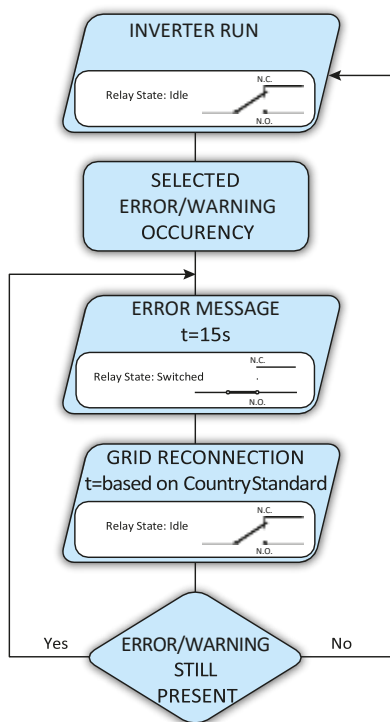 INVERTER RUN
N.C.
Relay State: Idle
N.O.
SELECTED
ERROR/WARNING
OCCURENCY
ERROR MESSAGE
t=15s
N.C.
Relay State: Switched
N.O.
GRID RECONNECTION
t=based on CountryStandard
N.C.
Relay State: Idle
N.O.
Yes
No
ERROR/WARNING
STILL
PRESENT